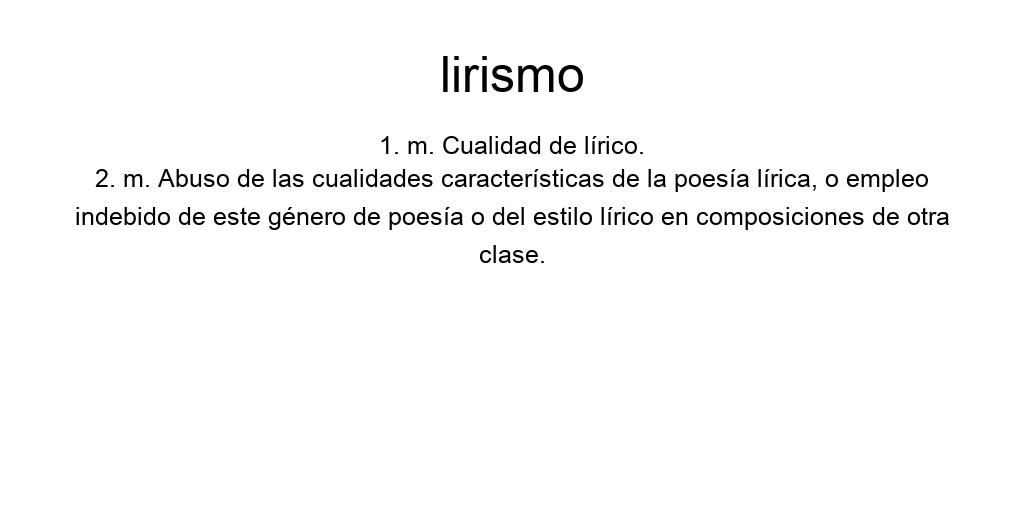 lirismo
1. m. Cualidad de lírico.
2. m. Abuso de las cualidades características de la poesía lírica, o empleo
indebido de este género de poesía o del estilo lírico en composiciones de otra
clase.